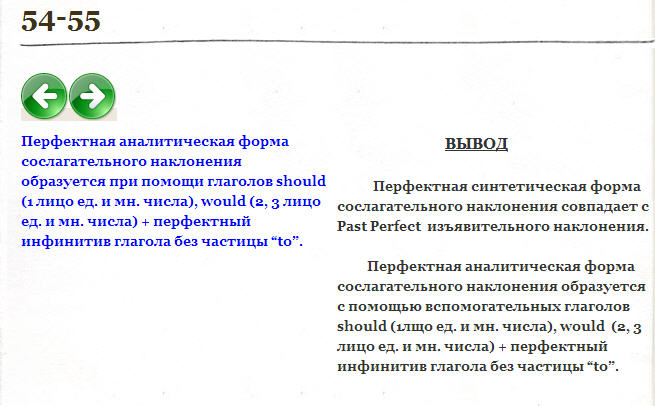 54-55
Перфектная аналитическая форма
сослагательного наклонения
образуется при помощи глаголов should
(1 лицо ед. и мн. числа), would (2, 3 лицо
ед. и мн. числа) + перфектный
инфинитив глагола без частицы “to”.
ВЫВОД
Перфектная синтетическая форма
сослагательного наклонения совпадает с
Past Perfect изъявительного наклонения.
Перфектная аналитическая форма
сослагательного наклонения образуется
с помощью вспомогательных глаголов
should (1лщо ед. и мн. числа), would (2, 3
лицо ед. и мн. числа) + перфектный
инфинитив глагола без частицы “to”.